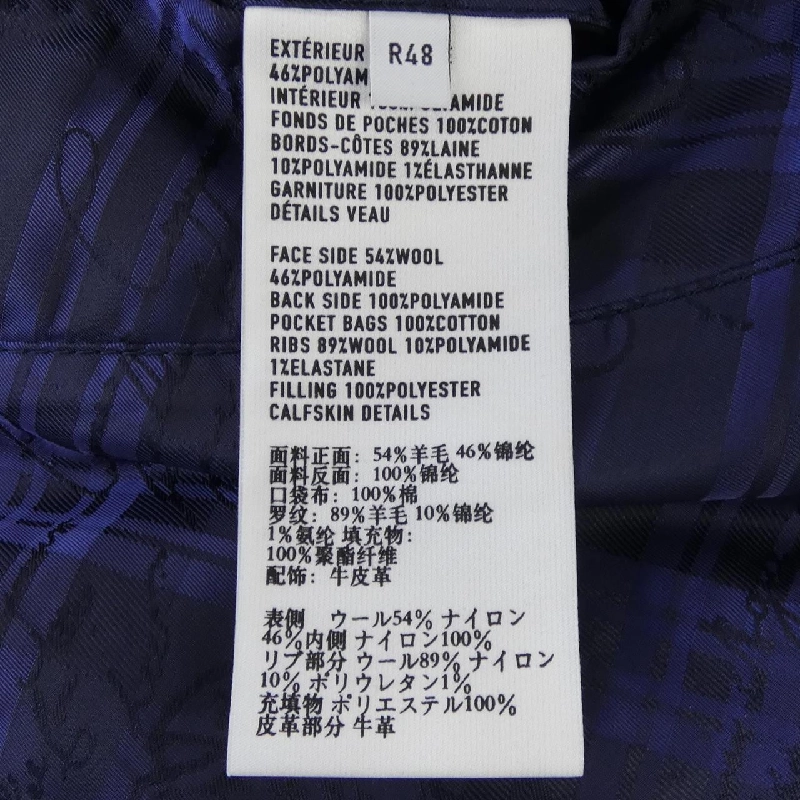 R48
EXTÉRIEUR
46%POLYAM
INTÉRIEUR AMIDE
FONDS DE POCHES 100%COTON
BORDS-CÔTES 89%LAINE
10%POLYAMIDE 1%ÉLASTHANNE
GARNITURE 100%POLYESTER
DÉTAILS VEAU
FACE SIDE 54%WOOL
46%POLYAMIDE
BACK SIDE 100%POLYAMIDE
POCKET BAGS 100%COTTON
RIBS 89%WOOL 10%POLYAMIDE
1%ELASTANE
FILLING 100%POLYESTER
CALFSKIN DETAILS
面料正面: 54%羊毛 46%锦纶
面料反面: 100%锦纶
口袋布: 100%棉
罗纹: 89%羊毛 10%锦纶
1%氨纶 填充物:
100%聚酯纤维
配饰: 牛皮革
表側 ウール54% ナイロン
46%内側 ナイロン100%
リブ部分 ウール89% ナイロン
10% ポリウレタン1%
充填物 ポリエステル100%
皮革部分 牛革